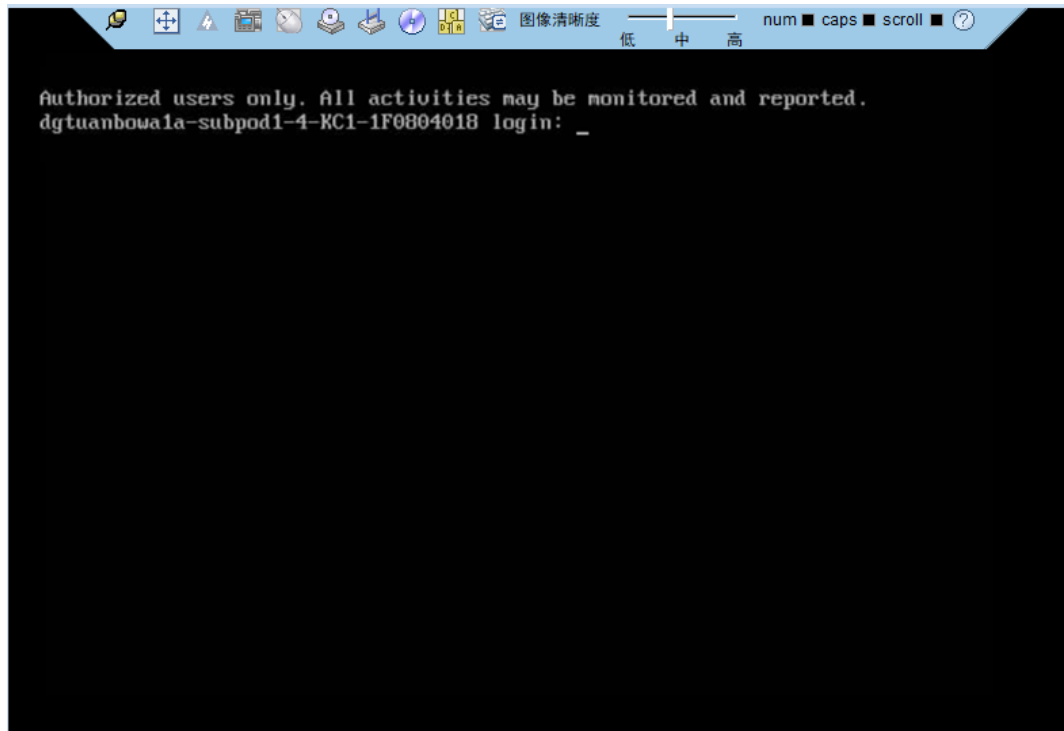 图像清晰度 num caps scroll ?
低 中 高
Authorized users only. All activities may be monitored and reported.
dgtuanbowa1a-subpod1-4-KC1-1F0804018 login: _